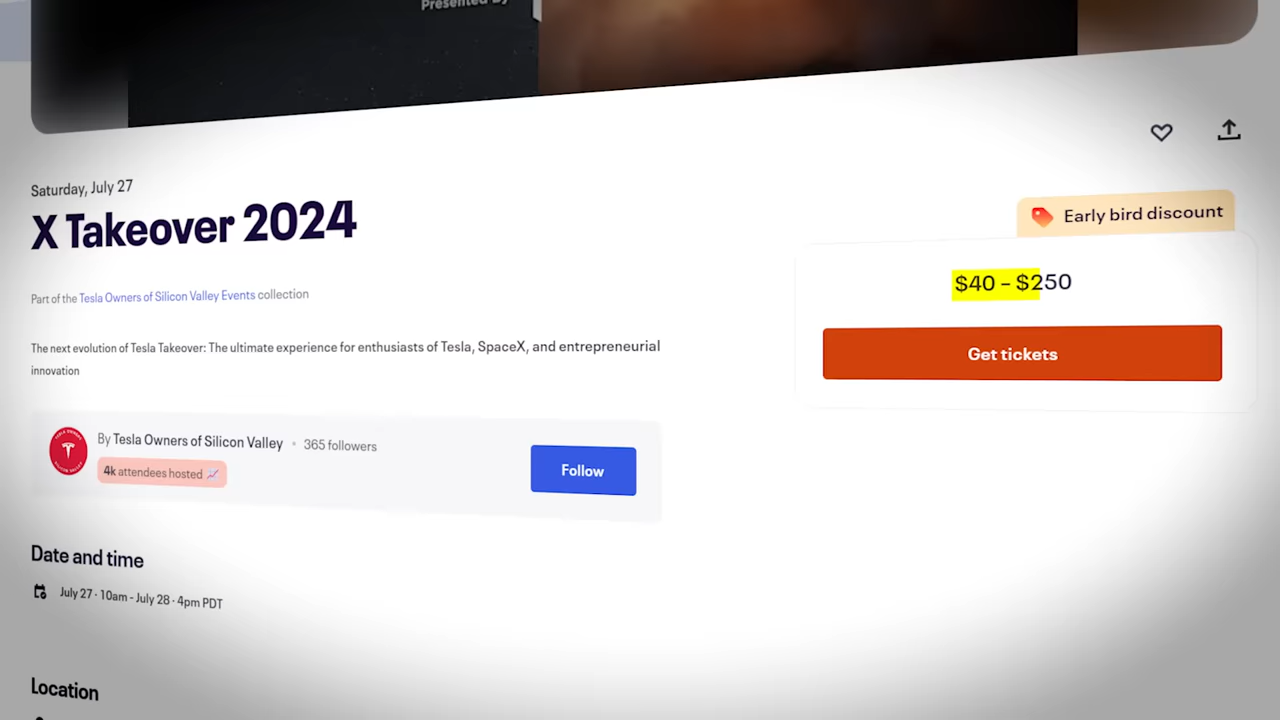 Presented By
Saturday, July 27
X Takeover 2024
Early bird discount
$40 – $250
Get tickets
Part of the Tesla Owners of Silicon Valley Events collection
The next evolution of Tesla Takeover: The ultimate experience for enthusiasts of Tesla, SpaceX, and entrepreneurial
innovation
By Tesla Owners of Silicon Valley • 365 followers
4k attendees hosted
Follow
Date and time
July 27 · 10am - July 28 · 4pm PDT
Location